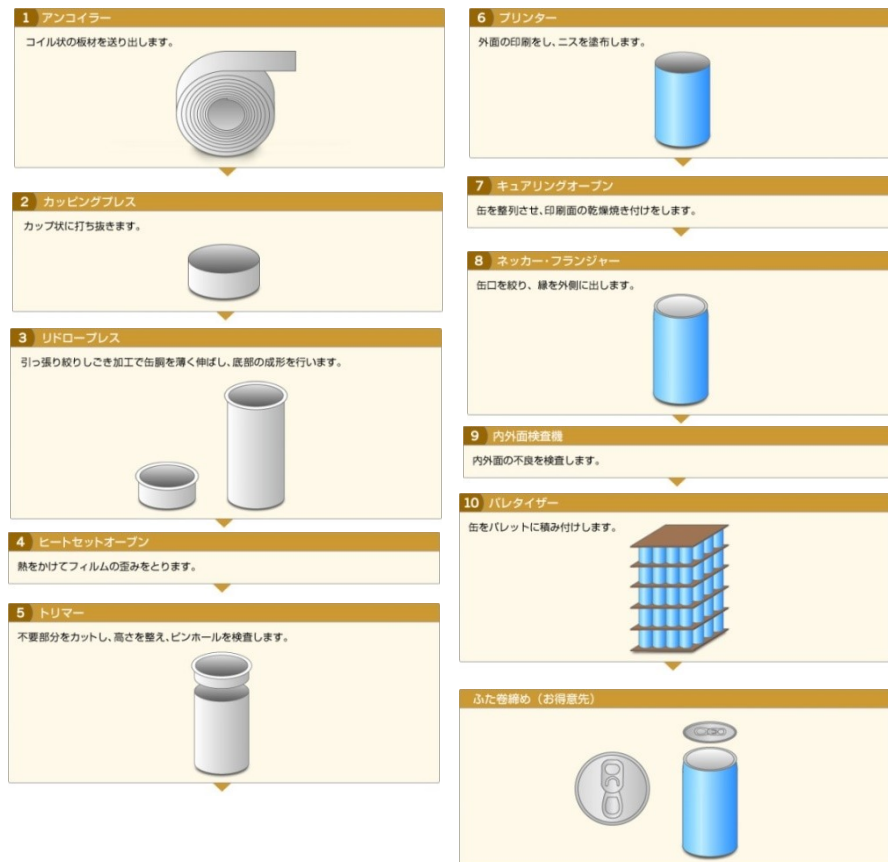 1 アンコイラー
コイル状の板材を送り出します。
2 カッピングプレス
カップ状に打ち抜きます。
3 リドロープレス
引っ張り絞りしごき加工で缶胴を薄く伸ばし、底部の成形を行います。
4 ヒートセットオーブン
熱をかけてフィルムの歪みをとります。
5 トリマー
不要部分をカットし、高さを整え、ピンホールを検査します。
6 プリンター
外面の印刷をし、ニスを塗布します。
7 キュアリングオーブン
缶を整列させ、印刷面の乾燥焼き付けをします。
8 ネッカー・フランジャー
缶口を絞り、縁を外側に出します。
9 内外面検査機
内外面の不良を検査します。
10 パレタイザー
缶をパレットに積み付けします。
ふた巻締め（お得意先）